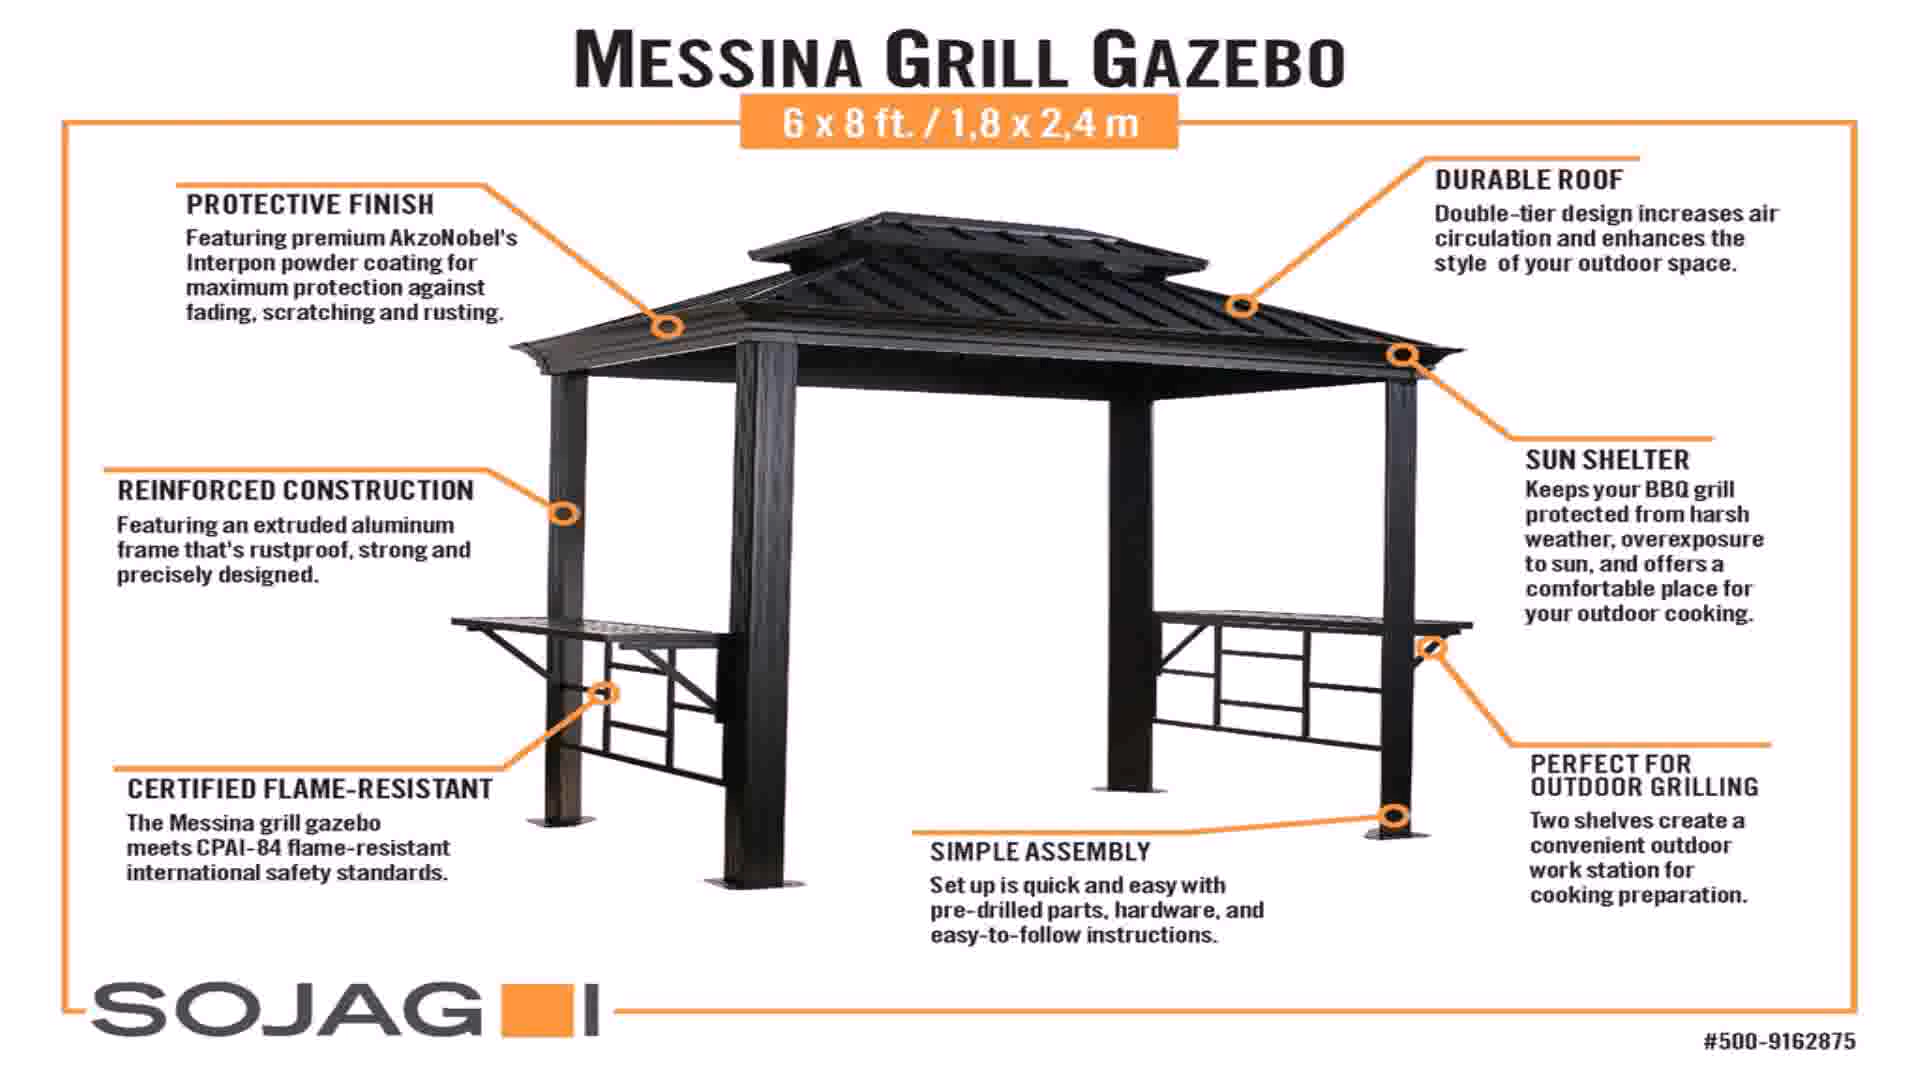 MESSINA GRILL GAZEBO
6 x 8 ft. / 1,8 x 2,4 m
PROTECTIVE FINISH
Featuring premium AkzoNobel's
Interpon powder coating for
maximum protection against
fading, scratching and rusting.
DURABLE ROOF
Double-tier design increases air
circulation and enhances the
style of your outdoor space.
REINFORCED CONSTRUCTION
Featuring an extruded aluminum
frame that's rustproof, strong and
precisely designed.
SUN SHELTER
Keeps your BBQ grill
protected from harsh
weather, overexposure
to sun, and offers a
comfortable place for
your outdoor cooking.
CERTIFIED FLAME-RESISTANT
The Messina grill gazebo
meets CPAI-84 flame-resistant
international safety standards.
SIMPLE ASSEMBLY
Set up is quick and easy with
pre-drilled parts, hardware, and
easy-to-follow instructions.
PERFECT FOR
OUTDOOR GRILLING
Two shelves create a
convenient outdoor
work station for
cooking preparation.
SOJAG I
#500-9162875